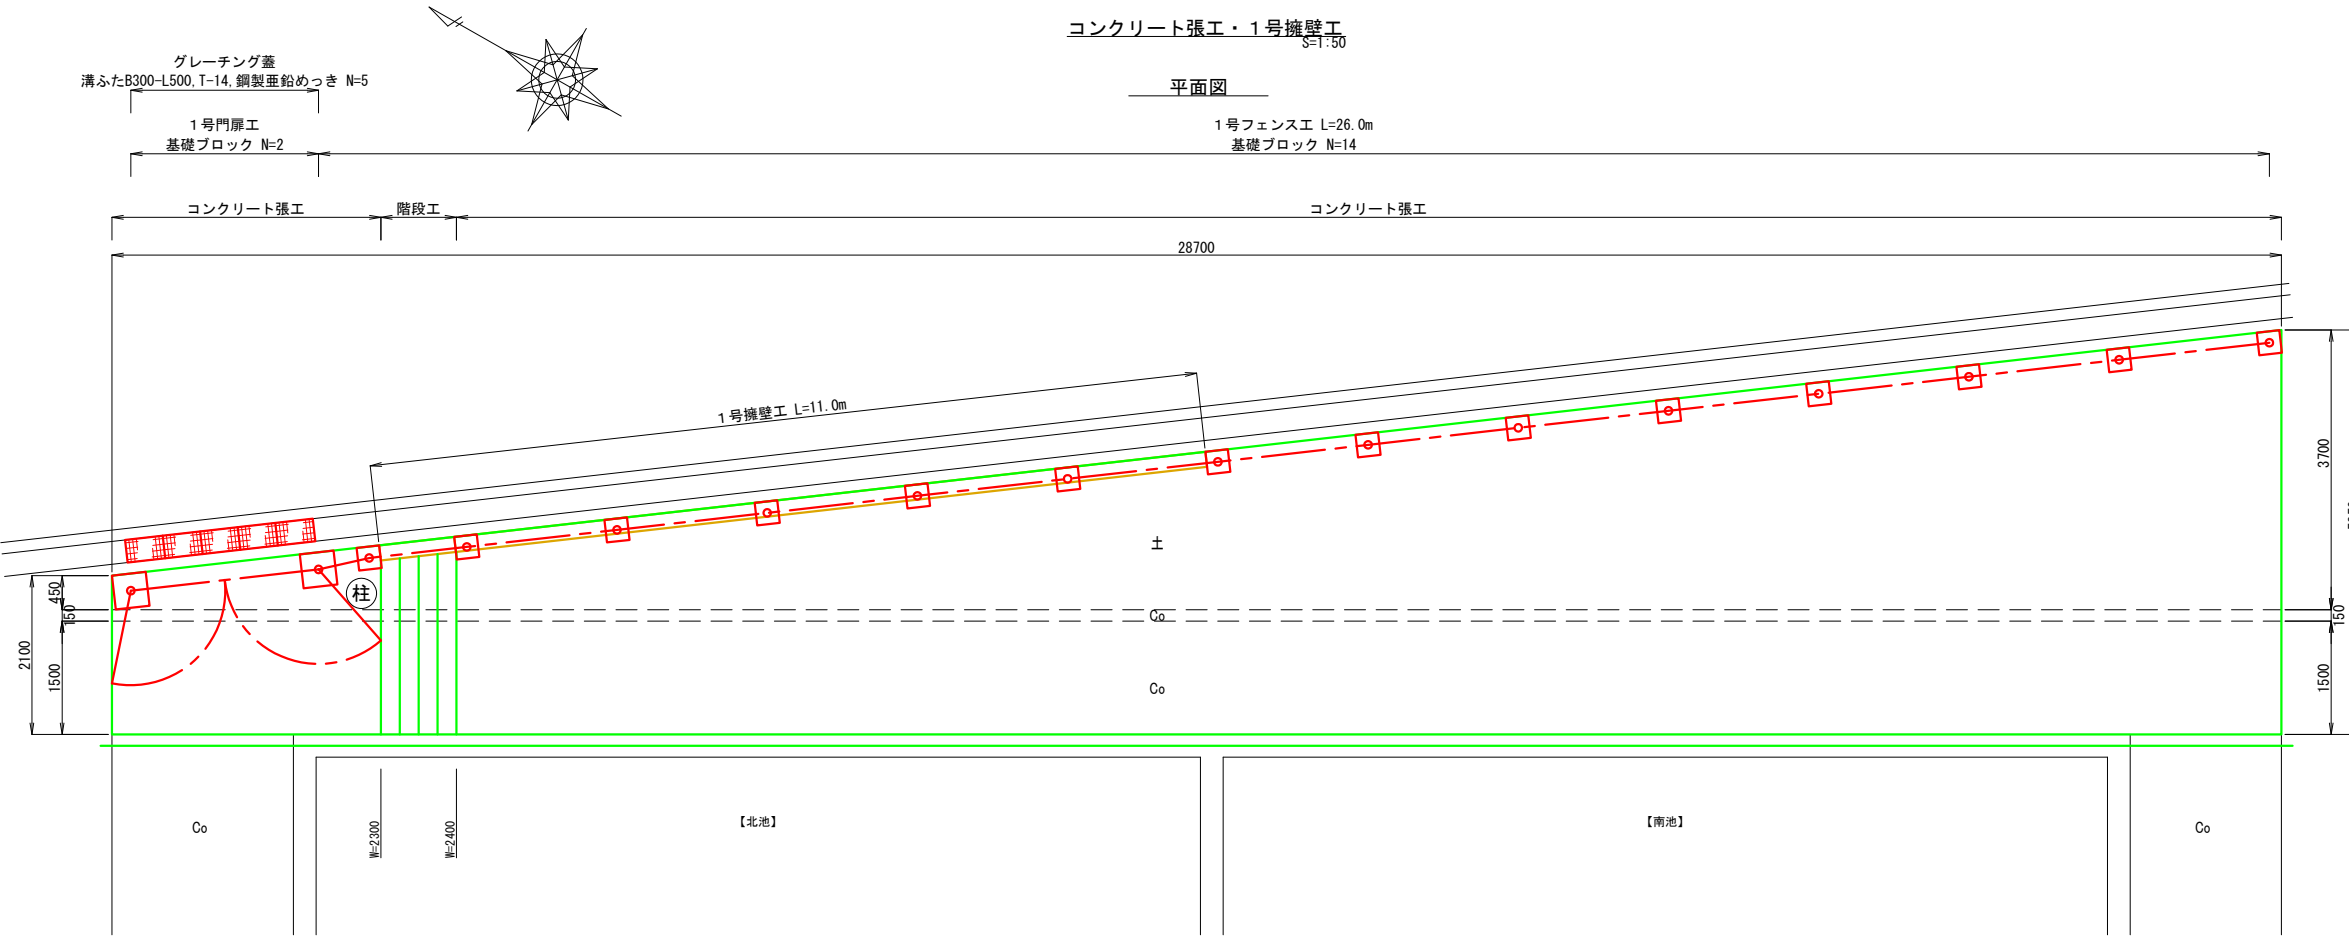 コンクリート張工・１号擁壁工
S=1:50
平面図
グレーチング蓋
溝ふたB300-L500,T-14,鋼製亜鉛めっき N=5
１号門扉工
基礎ブロック N=2
１号フェンス工 L=26.0m
基礎ブロック N=14
コンクリート張工
階段工
コンクリート張工
28700
１号擁壁工 L=11.0m
柱
土
Co
Co
450
150
2100
1500
3700
150
1500
W=2300
W=2400
Co
【北池】
【南池】
Co